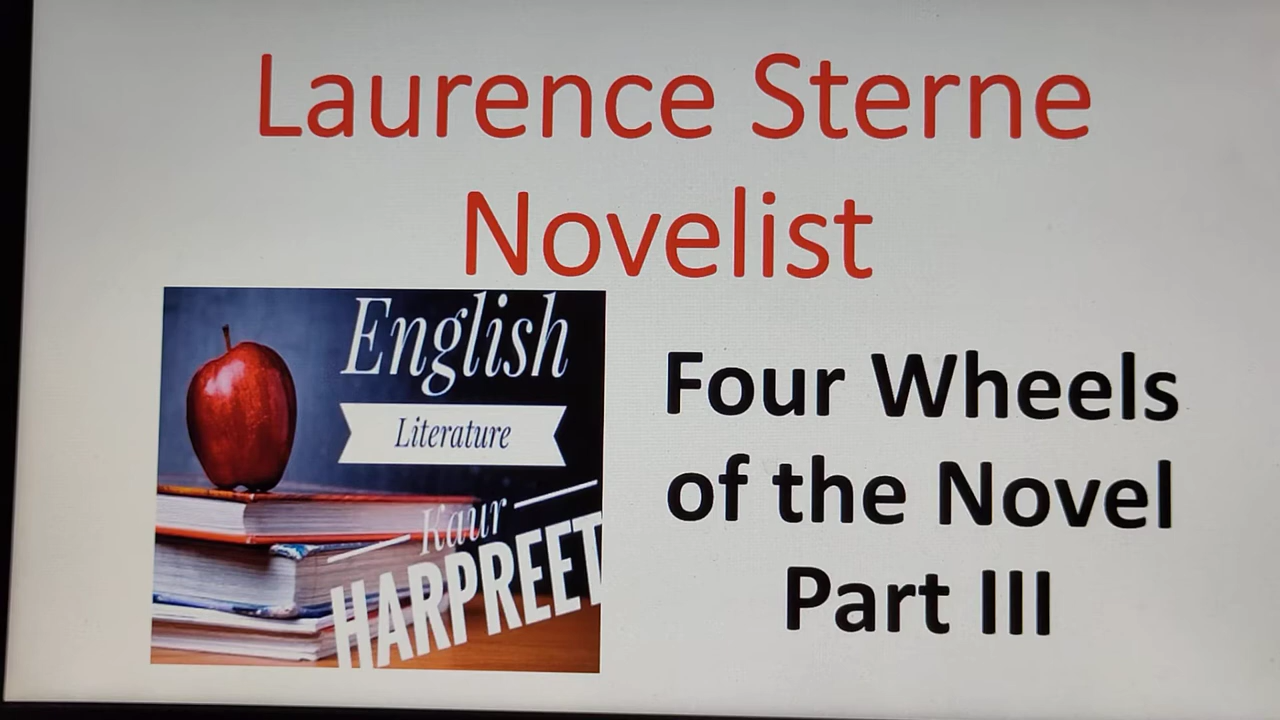 Laurence Sterne
Novelist
English
Literature
Kaur
HARPREET
Four Wheels
of the Novel
Part III